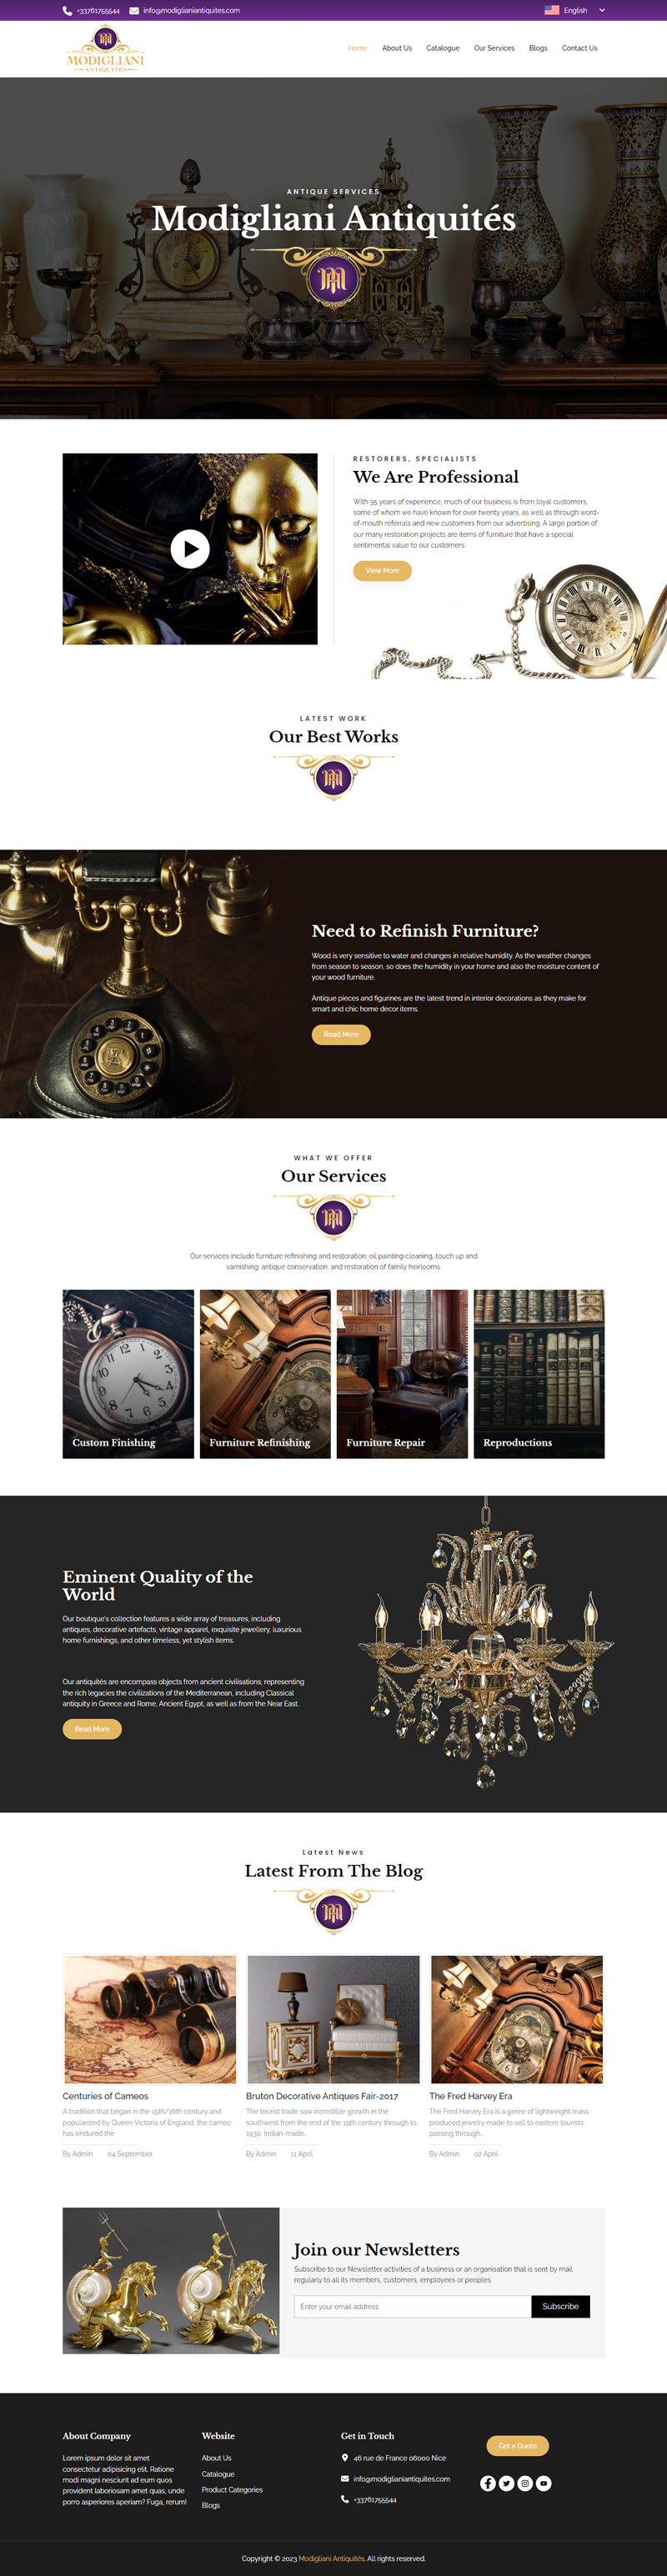 +33761755544 info@modiglianiantiquites.com English
MODIGLIANI
ANTIQUITÉS
Home About Us Catalogue Our Services Blogs Contact Us
ANTIQUE SERVICES
Modigliani Antiquités
RESTORERS, SPECIALISTS
We Are Professional
With 35 years of experience, much of our business is from loyal customers,
some of whom we have known for over twenty years, as well as through word-
of-mouth referrals and new customers from our advertising. A large portion of
our many restoration projects are items of furniture that have a special
sentimental value to our customers.
View More
LATEST WORK
Our Best Works
Need to Refinish Furniture?
Wood is very sensitive to water and changes in relative humidity. As the weather changes
from season to season, so does the humidity in your home and also the moisture content of
your wood furniture.
Antique pieces and figurines are the latest trend in interior decorations as they make for
smart and chic home decor items.
Read More
WHAT WE OFFER
Our Services
Our services include furniture refinishing and restoration: oil painting cleaning, touch up and
varnishing: antique conservation: and restoration of family heirlooms.
Custom Finishing
Furniture Refinishing
Furniture Repair
Reproductions
Eminent Quality of the
World
Our boutique's collection features a wide array of treasures, including
antiques, decorative artefacts, vintage apparel, exquisite jewellery, luxurious
home furnishings, and other timeless, yet stylish items.
Our antiquités are encompass objects from ancient civilisations, representing
the rich legacies the civilizations of the Mediterranean, including Classical
antiquity in Greece and Rome, Ancient Egypt, as well as from the Near East.
Read More
Latest News
Latest From The Blog
Centuries of Cameos
A tradition that began in the 15th/16th century and
popularized by Queen Victoria of England, the cameo
has endured the
By Admin 04 September
Bruton Decorative Antiques Fair-2017
The tourist trade saw incredible growth in the
southwest from the end of the 19th century through to
1930. Indian-made...
By Admin 11 April
The Fred Harvey Era
The Fred Harvey Era is a genre of lightweight mass
produced jewelry made to sell to eastern tourists
passing through...
By Admin 02 April
Join our Newsletters
Subscribe to our Newsletter activities of a business or an organisation that is sent by mail
regularly to all its members, customers, employees or peoples
Enter your email address
Subscribe
About Company
Lorem ipsum dolor sit amet
consectetur adipisicing elit. Ratione
modi magni nesciunt ad eum quos
provident laboriosam amet quas, unde
porro asperiores aperiam? Fuga, rerum!
Website
About Us
Catalogue
Product Categories
Blogs
Get in Touch
46 rue de France 06000 Nice
info@modiglianiantiquites.com
+33761755544
Get a Quote
Copyright © 2023 Modigliani Antiquités. All rights reserved.